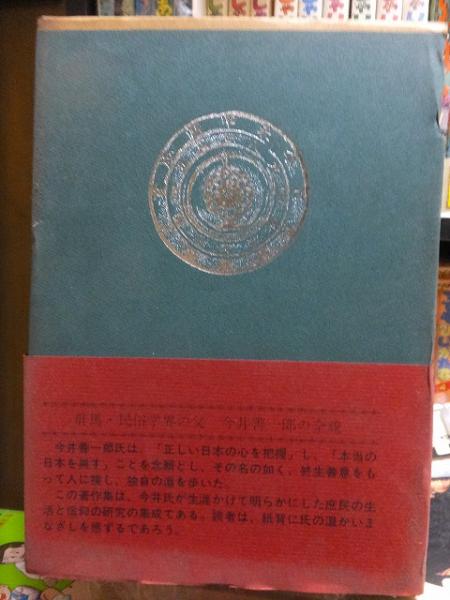 群馬・民俗学界の父　今井善一郎の全貌
今井善一郎氏は、「正しい日本の心を把握」し、「本当の
日本を興す」ことを念願とし、その名の如く、終生善意をも
って人に接し、独自の道を歩いた。
この著作集は、今井氏が生涯かけて明らかにした庶民の生
活と信仰の研究の集成てある。読者は、紙背に氏の温かいま
なざしを感ずるであろう。